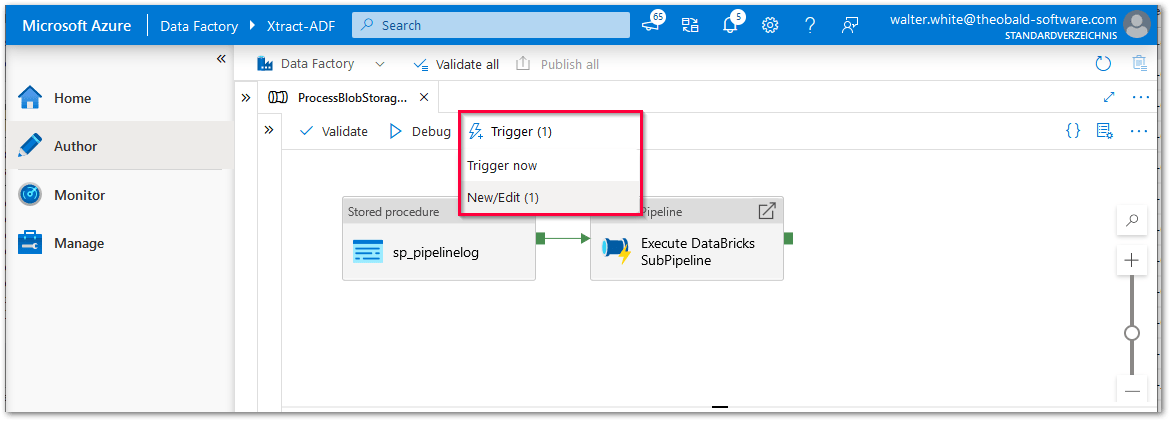 Microsoft Azure Data Factory > Xtract-ADF Search 65 5 walter.white@theobald-software.com
STANDARDVERZEICHNIS
Data Factory Validate all Publish all
Home
ProcessBlobStorag...
Author
Validate Debug Trigger (1)
Trigger now
Monitor
New/Edit (1)
Stored procedure Pipeline
Manage
sp_pipelinelog
Execute DataBricks
SubPipeline